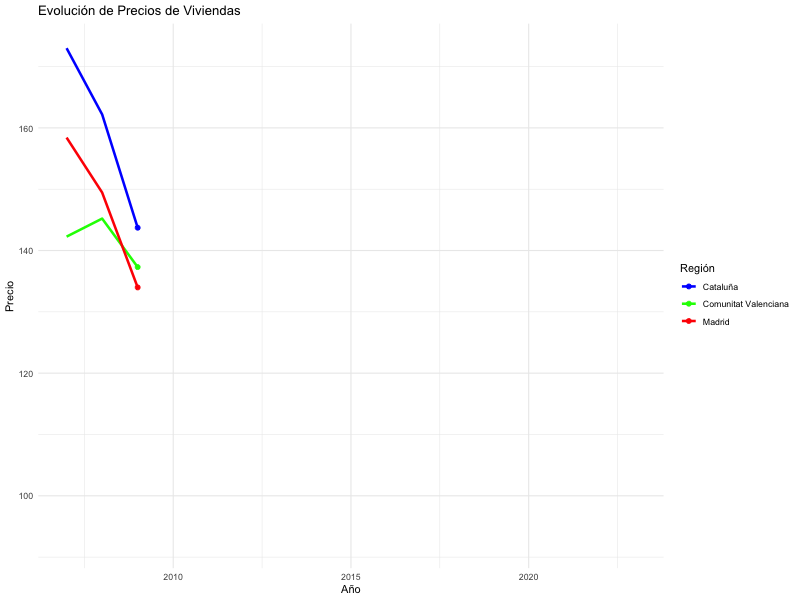 Evolución de Precios de Viviendas
Precio
160
140
120
100
2010
2015
2020
Año
Región
Cataluña
Comunitat Valenciana
Madrid